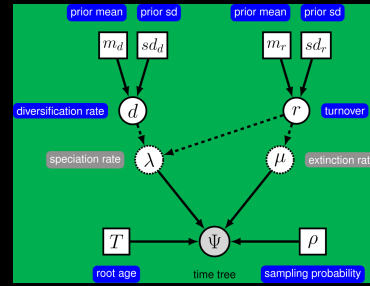 prior mean prior sd prior mean prior sd
m_d sd_d m_r sd_r
diversification rate d r turnover
speciation rate λ μ extinction rat
T Ψ ρ
root age time tree sampling probability